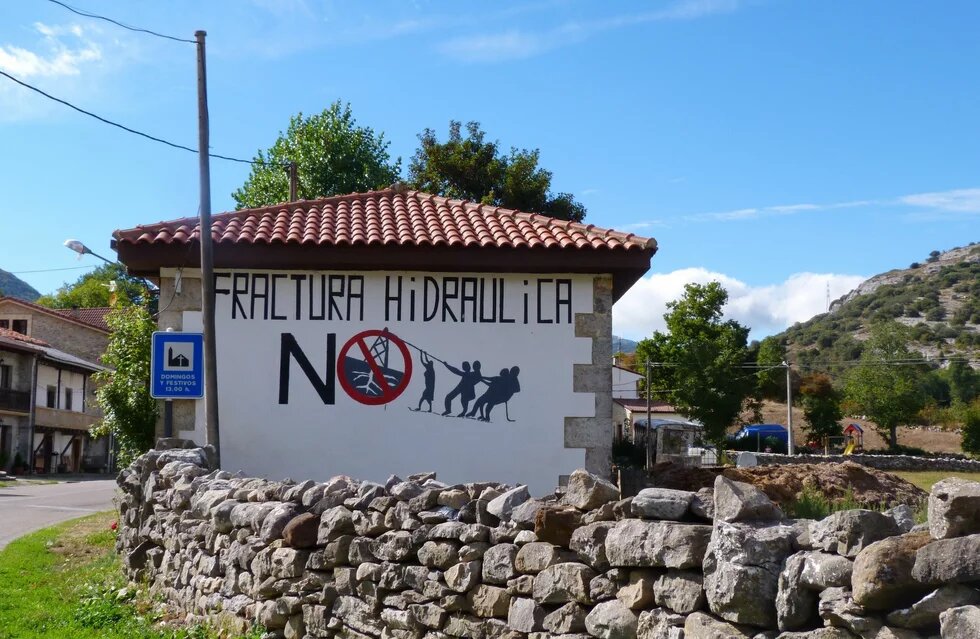 FRACTURA HiDRAULiCA
NO
DOMINGOS
Y FESTIVOS
13.00 h.